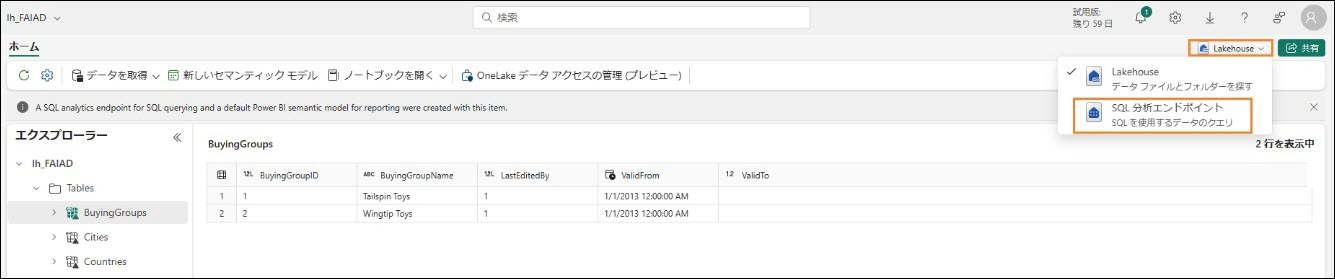 lh_FAIAD
検索
試用版:
残り 59 日
1
ホーム
Lakehouse
共有
データを取得
新しいセマンティック モデル
ノートブックを開く
OneLake データ アクセスの管理 (プレビュー)
Lakehouse
データ ファイルとフォルダーを探す
SQL 分析エンドポイント
SQL を使用するデータのクエリ
A SQL analytics endpoint for SQL querying and a default Power BI semantic model for reporting were created with this item.
エクスプローラー
lh_FAIAD
Tables
BuyingGroups
Cities
Countries
BuyingGroups
2 行を表示中
12L BuyingGroupID ABC BuyingGroupName 12L LastEditedBy ValidFrom 12 ValidTo
1 1 Tailspin Toys 1 1/1/2013 12:00:00 AM
2 2 Wingtip Toys 1 1/1/2013 12:00:00 AM